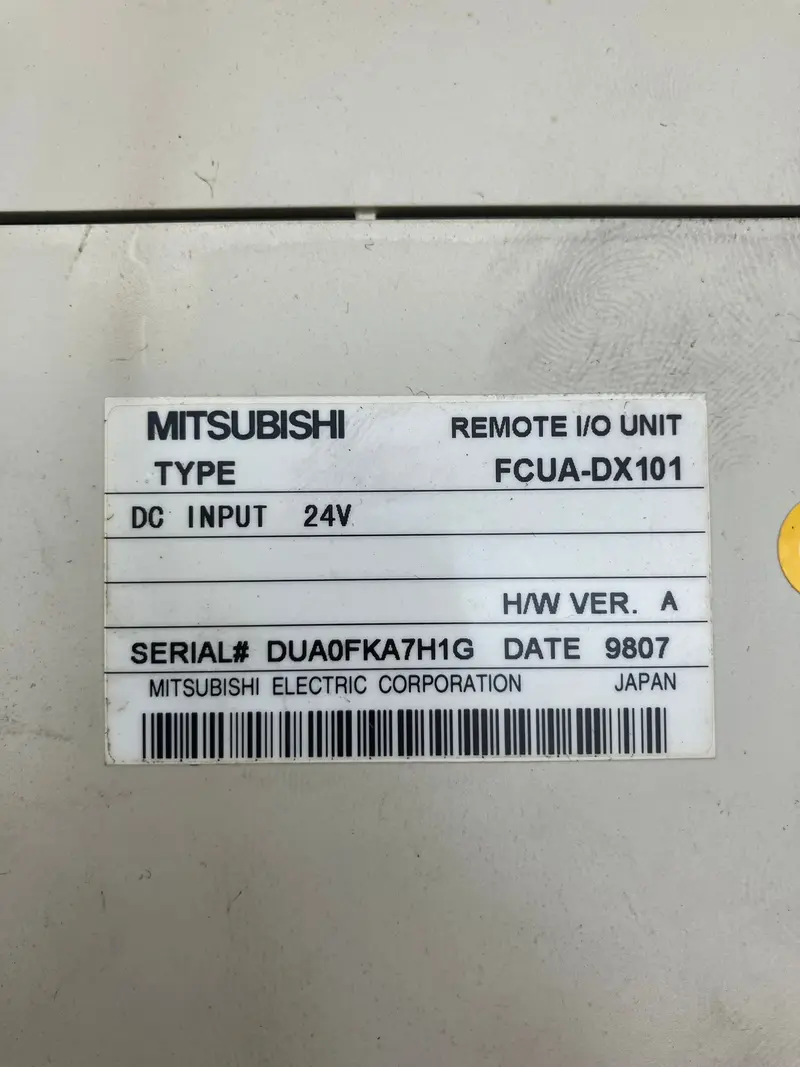 MITSUBISHI REMOTE I/O UNIT
TYPE FCUA-DX101
DC INPUT 24V
H/W VER. A
SERIAL# DUA0FKA7H1G DATE 9807
MITSUBISHI ELECTRIC CORPORATION JAPAN